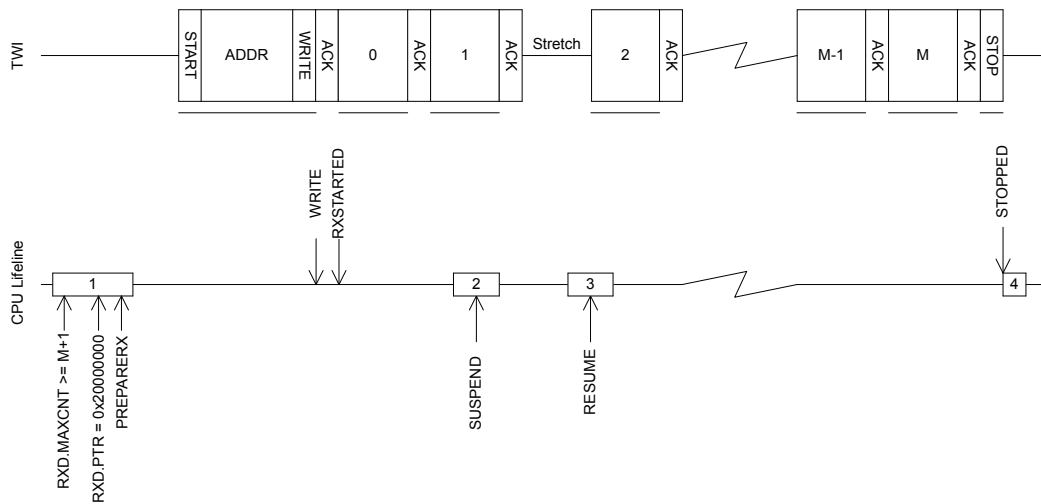 TWI
START
ADDR
WRITE
ACK
0
ACK
1
ACK
Stretch
2
ACK
M-1
ACK
M
ACK
STOP
CPU Lifeline
WRITE
RXSTARTED
STOPPED
1
2
3
4
RXD.MAXCNT >= M+1
RXD.PTR = 0x20000000
PREPARERX
SUSPEND
RESUME